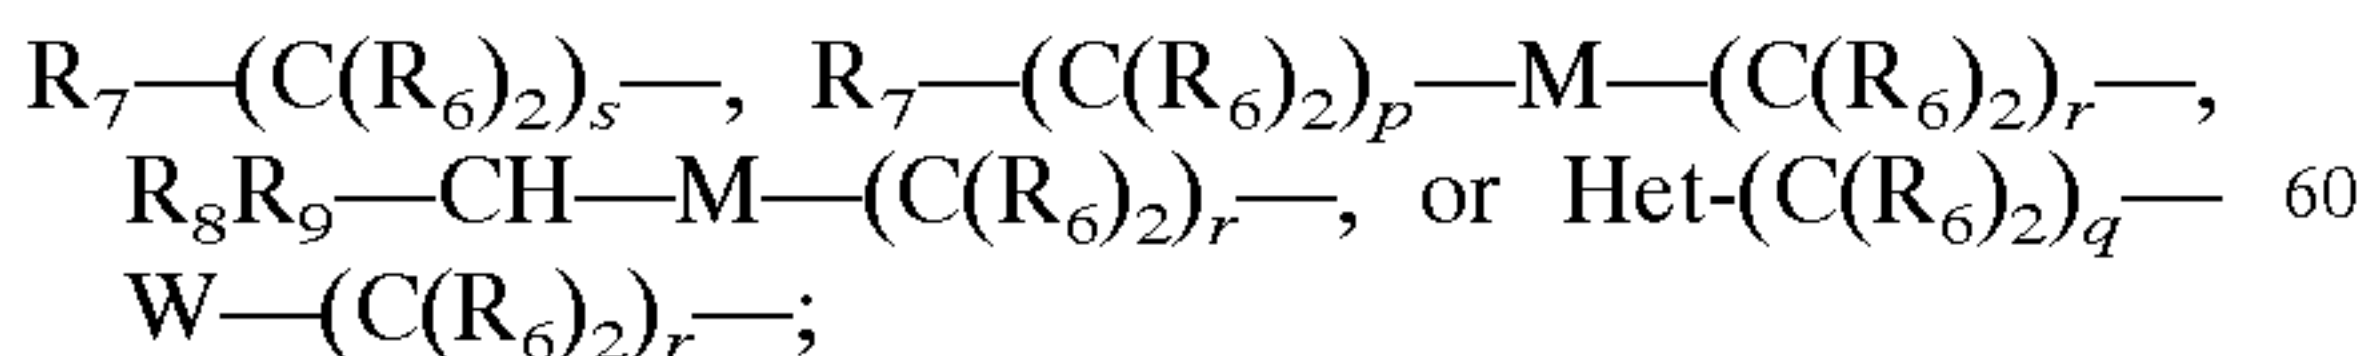 R₇—(C(R₆)₂)ₛ—, R₇—(C(R₆)₂)ₚ—M—(C(R₆)₂)ᵣ—,
R₈R₉—CH—M—(C(R₆)₂)ᵣ—, or Het-(C(R₆)₂)q— 60
W—(C(R₆)₂)ᵣ—;